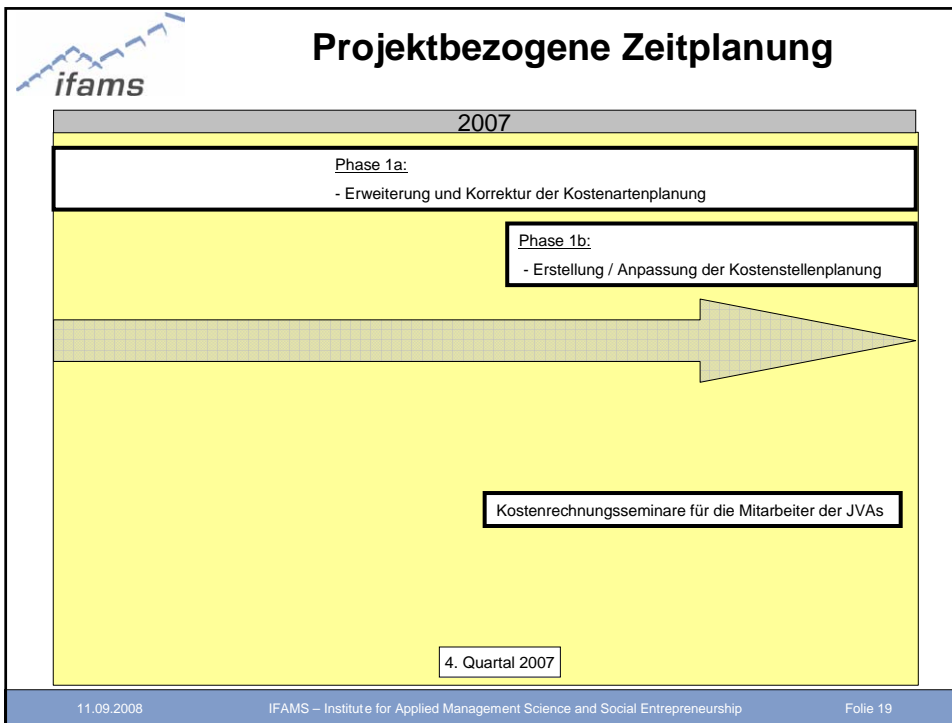 ifams
Projektbezogene Zeitplanung
2007
Phase 1a:
- Erweiterung und Korrektur der Kostenartenplanung
Phase 1b:
- Erstellung / Anpassung der Kostenstellenplanung
Kostenrechnungsseminare für die Mitarbeiter der JVAs
4. Quartal 2007
11.09.2008 IFAMS – Institute for Applied Management Science and Social Entrepreneurship Folie 19